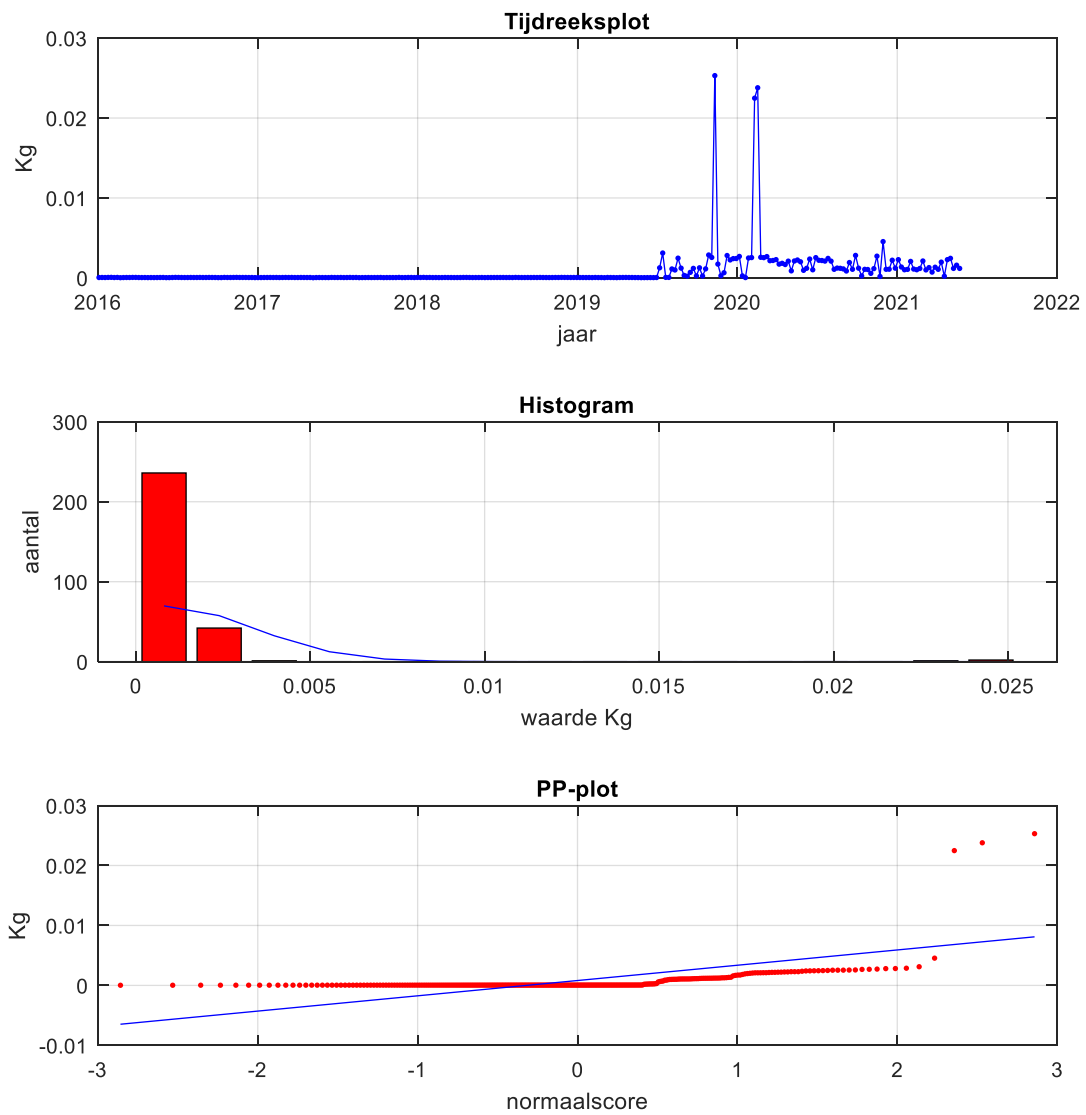 Tijdreeksplot
0.03
0.02
0.01
0
Kg
2016 2017 2018 2019 2020 2021 2022
jaar
Histogram
300
200
100
0
aantal
0 0.005 0.01 0.015 0.02 0.025
waarde Kg
PP-plot
0.03
0.02
0.01
0
-0.01
Kg
-3 -2 -1 0 1 2 3
normaalscore